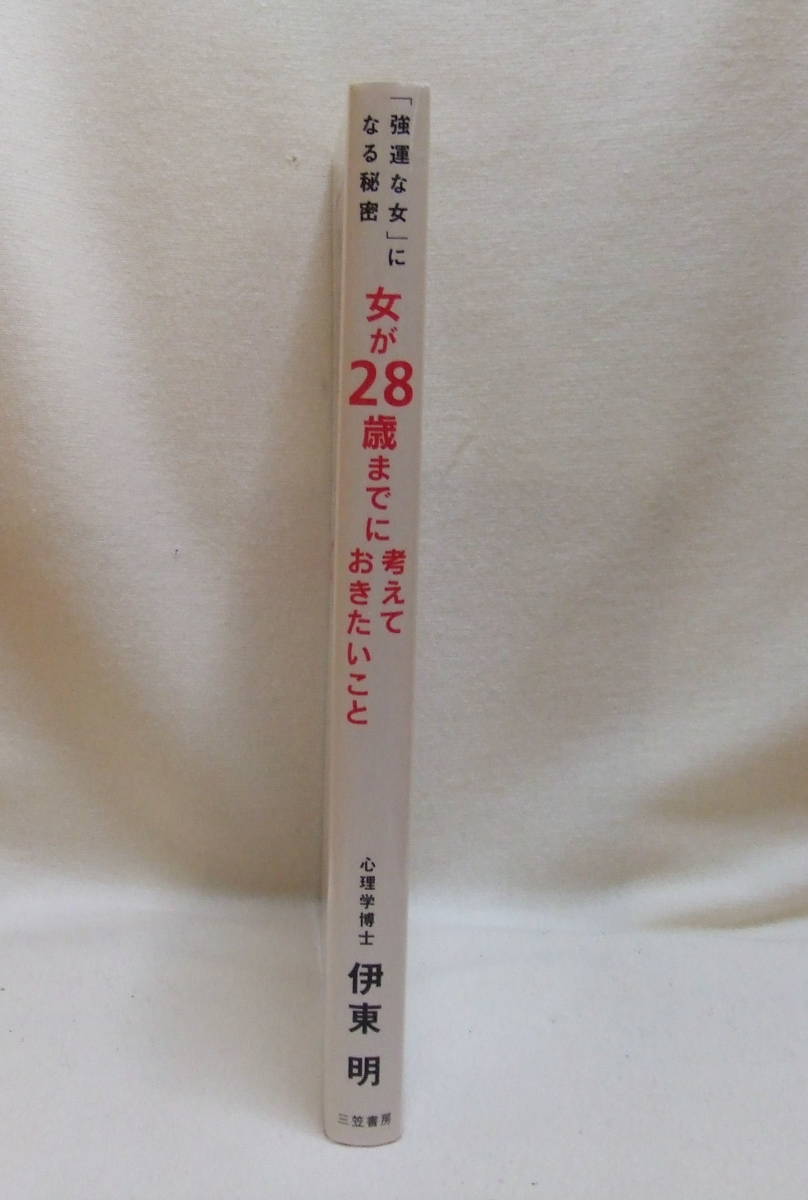 「強運な女」に
なる秘密
女が28歳までに
考えて
おきたいこと
心理学博士
伊東 明
三笠書房